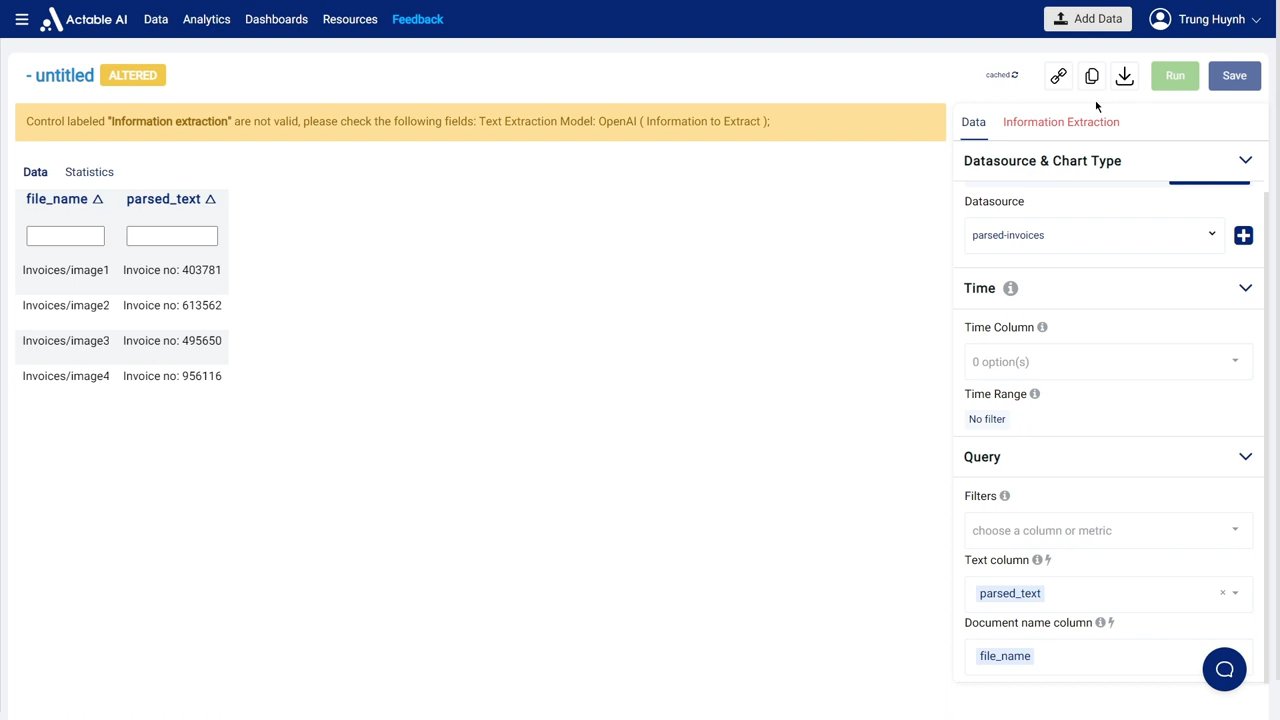 Actable AI Data Analytics Dashboards Resources Feedback Add Data Trung Huynh
- untitled ALTERED cached Run Save
Control labeled "Information extraction" are not valid, please check the following fields: Text Extraction Model: OpenAI ( Information to Extract );
Data Information Extraction
Datasource & Chart Type
Data Statistics
file_name parsed_text
Invoices/image1 Invoice no: 403781
Invoices/image2 Invoice no: 613562
Invoices/image3 Invoice no: 495650
Invoices/image4 Invoice no: 956116
Datasource
parsed-invoices
Time
Time Column
0 option(s)
Time Range
No filter
Query
Filters
choose a column or metric
Text column
parsed_text
Document name column
file_name